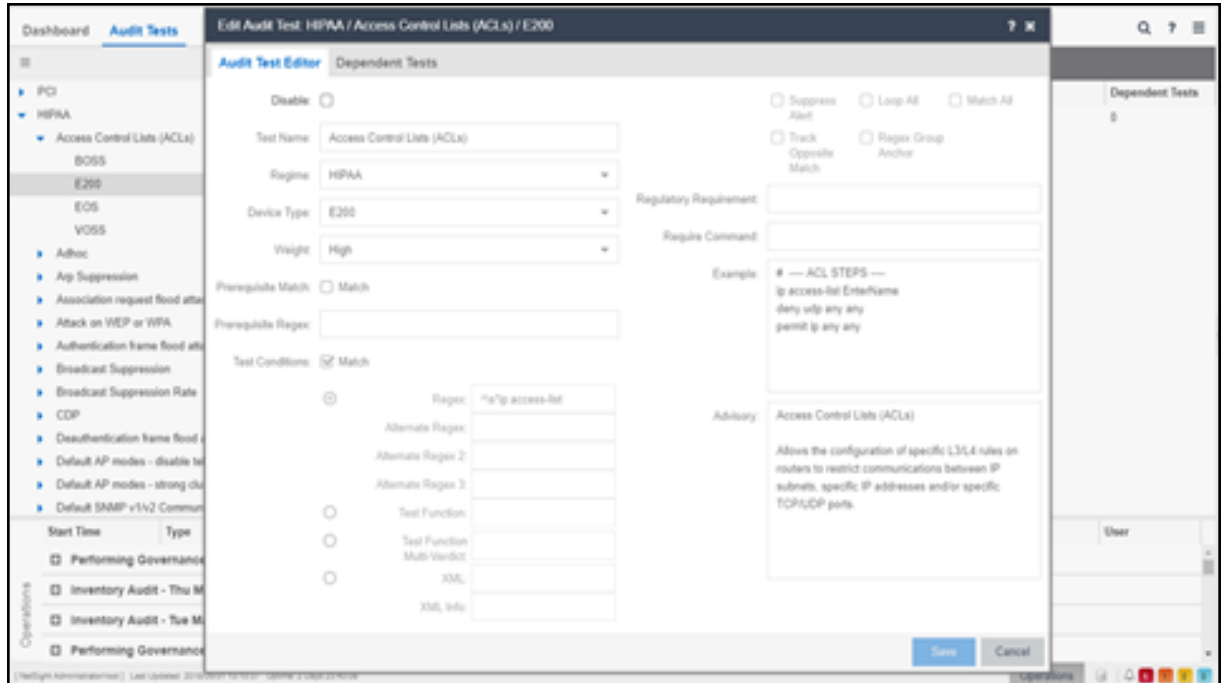 Dashboard Audit Tests
Edit Audit Test: HIPAA / Access Control Lists (ACLs) / E200
Audit Test Editor Dependent Tests
Dependent Tests
0
PCI
HIPAA
Access Control Lists (ACLs)
BOSS
E200
EOS
VOSS
Adhoc
Arp Suppression
Association request flood attac
Attack on WEP or WPA
Authentication frame flood atta
Broadcast Suppression
Broadcast Suppression Rate
CDP
Deauthentication frame flood a
Default AP modes - disable tel
Default AP modes - strong clu
Default SNMP v1/v2 Commun
Disable:
Test Name: Access Control Lists (ACLs)
Regime: HIPAA
Device Type: E200
Weight: High
Prerequisite Match: Match
Prerequisite Regex:
Test Conditions: Match
Regex: ^\s*ip access-list
Alternate Regex:
Alternate Regex 2:
Alternate Regex 3:
Test Function:
Test Function Multi-Verdict:
XML:
XML Info:
Suppress Alert Loop All Match All
Track Opposite Match Regex Group Anchor
Regulatory Requirement:
Require Command:
Example:
# ---- ACL STEPS ----
ip access-list EnterName
deny udp any any
permit ip any any
Advisory:
Access Control Lists (ACLs)
Allows the configuration of specific L3/L4 rules on
routers to restrict communications between IP
subnets, specific IP addresses and/or specific
TCP/UDP ports.
Save Cancel
Operations
Start Time Type User
Performing Governance
Inventory Audit - Thu M
Inventory Audit - Tue Ma
Performing Governance
Last Updated:
Operations